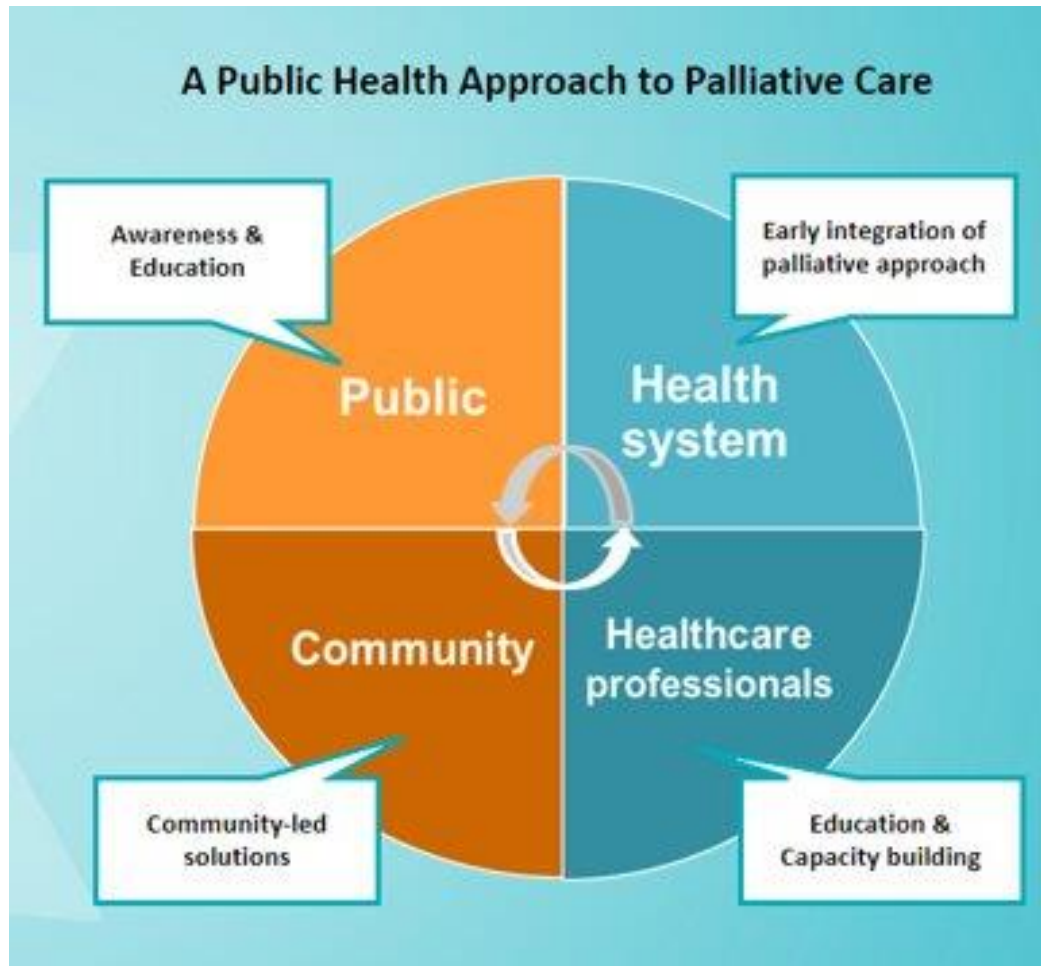 A Public Health Approach to Palliative Care
Awareness &
Education
Early integration of
palliative approach
Public
Health
system
Community
Healthcare
professionals
Community-led
solutions
Education &
Capacity building